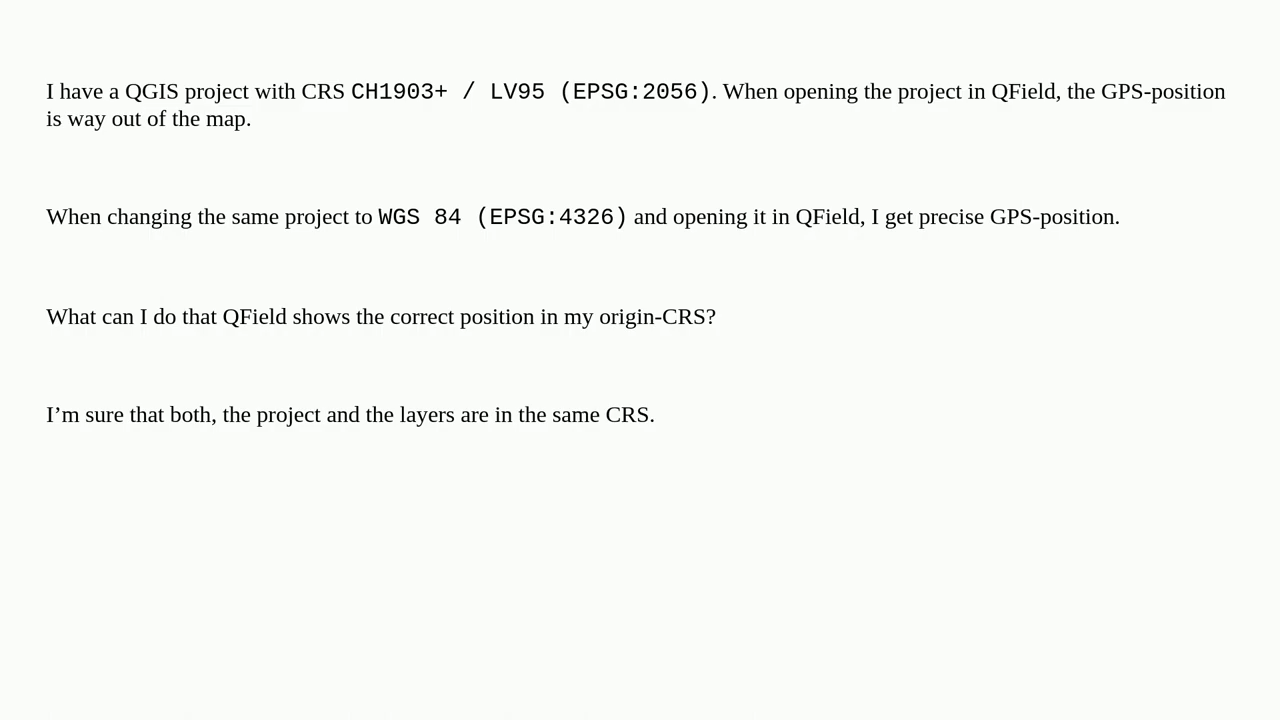 I have a QGIS project with CRS CH1903+ / LV95 (EPSG:2056). When opening the project in QField, the GPS-position
is way out of the map.
When changing the same project to WGS 84 (EPSG:4326) and opening it in QField, I get precise GPS-position.
What can I do that QField shows the correct position in my origin-CRS?
I’m sure that both, the project and the layers are in the same CRS.